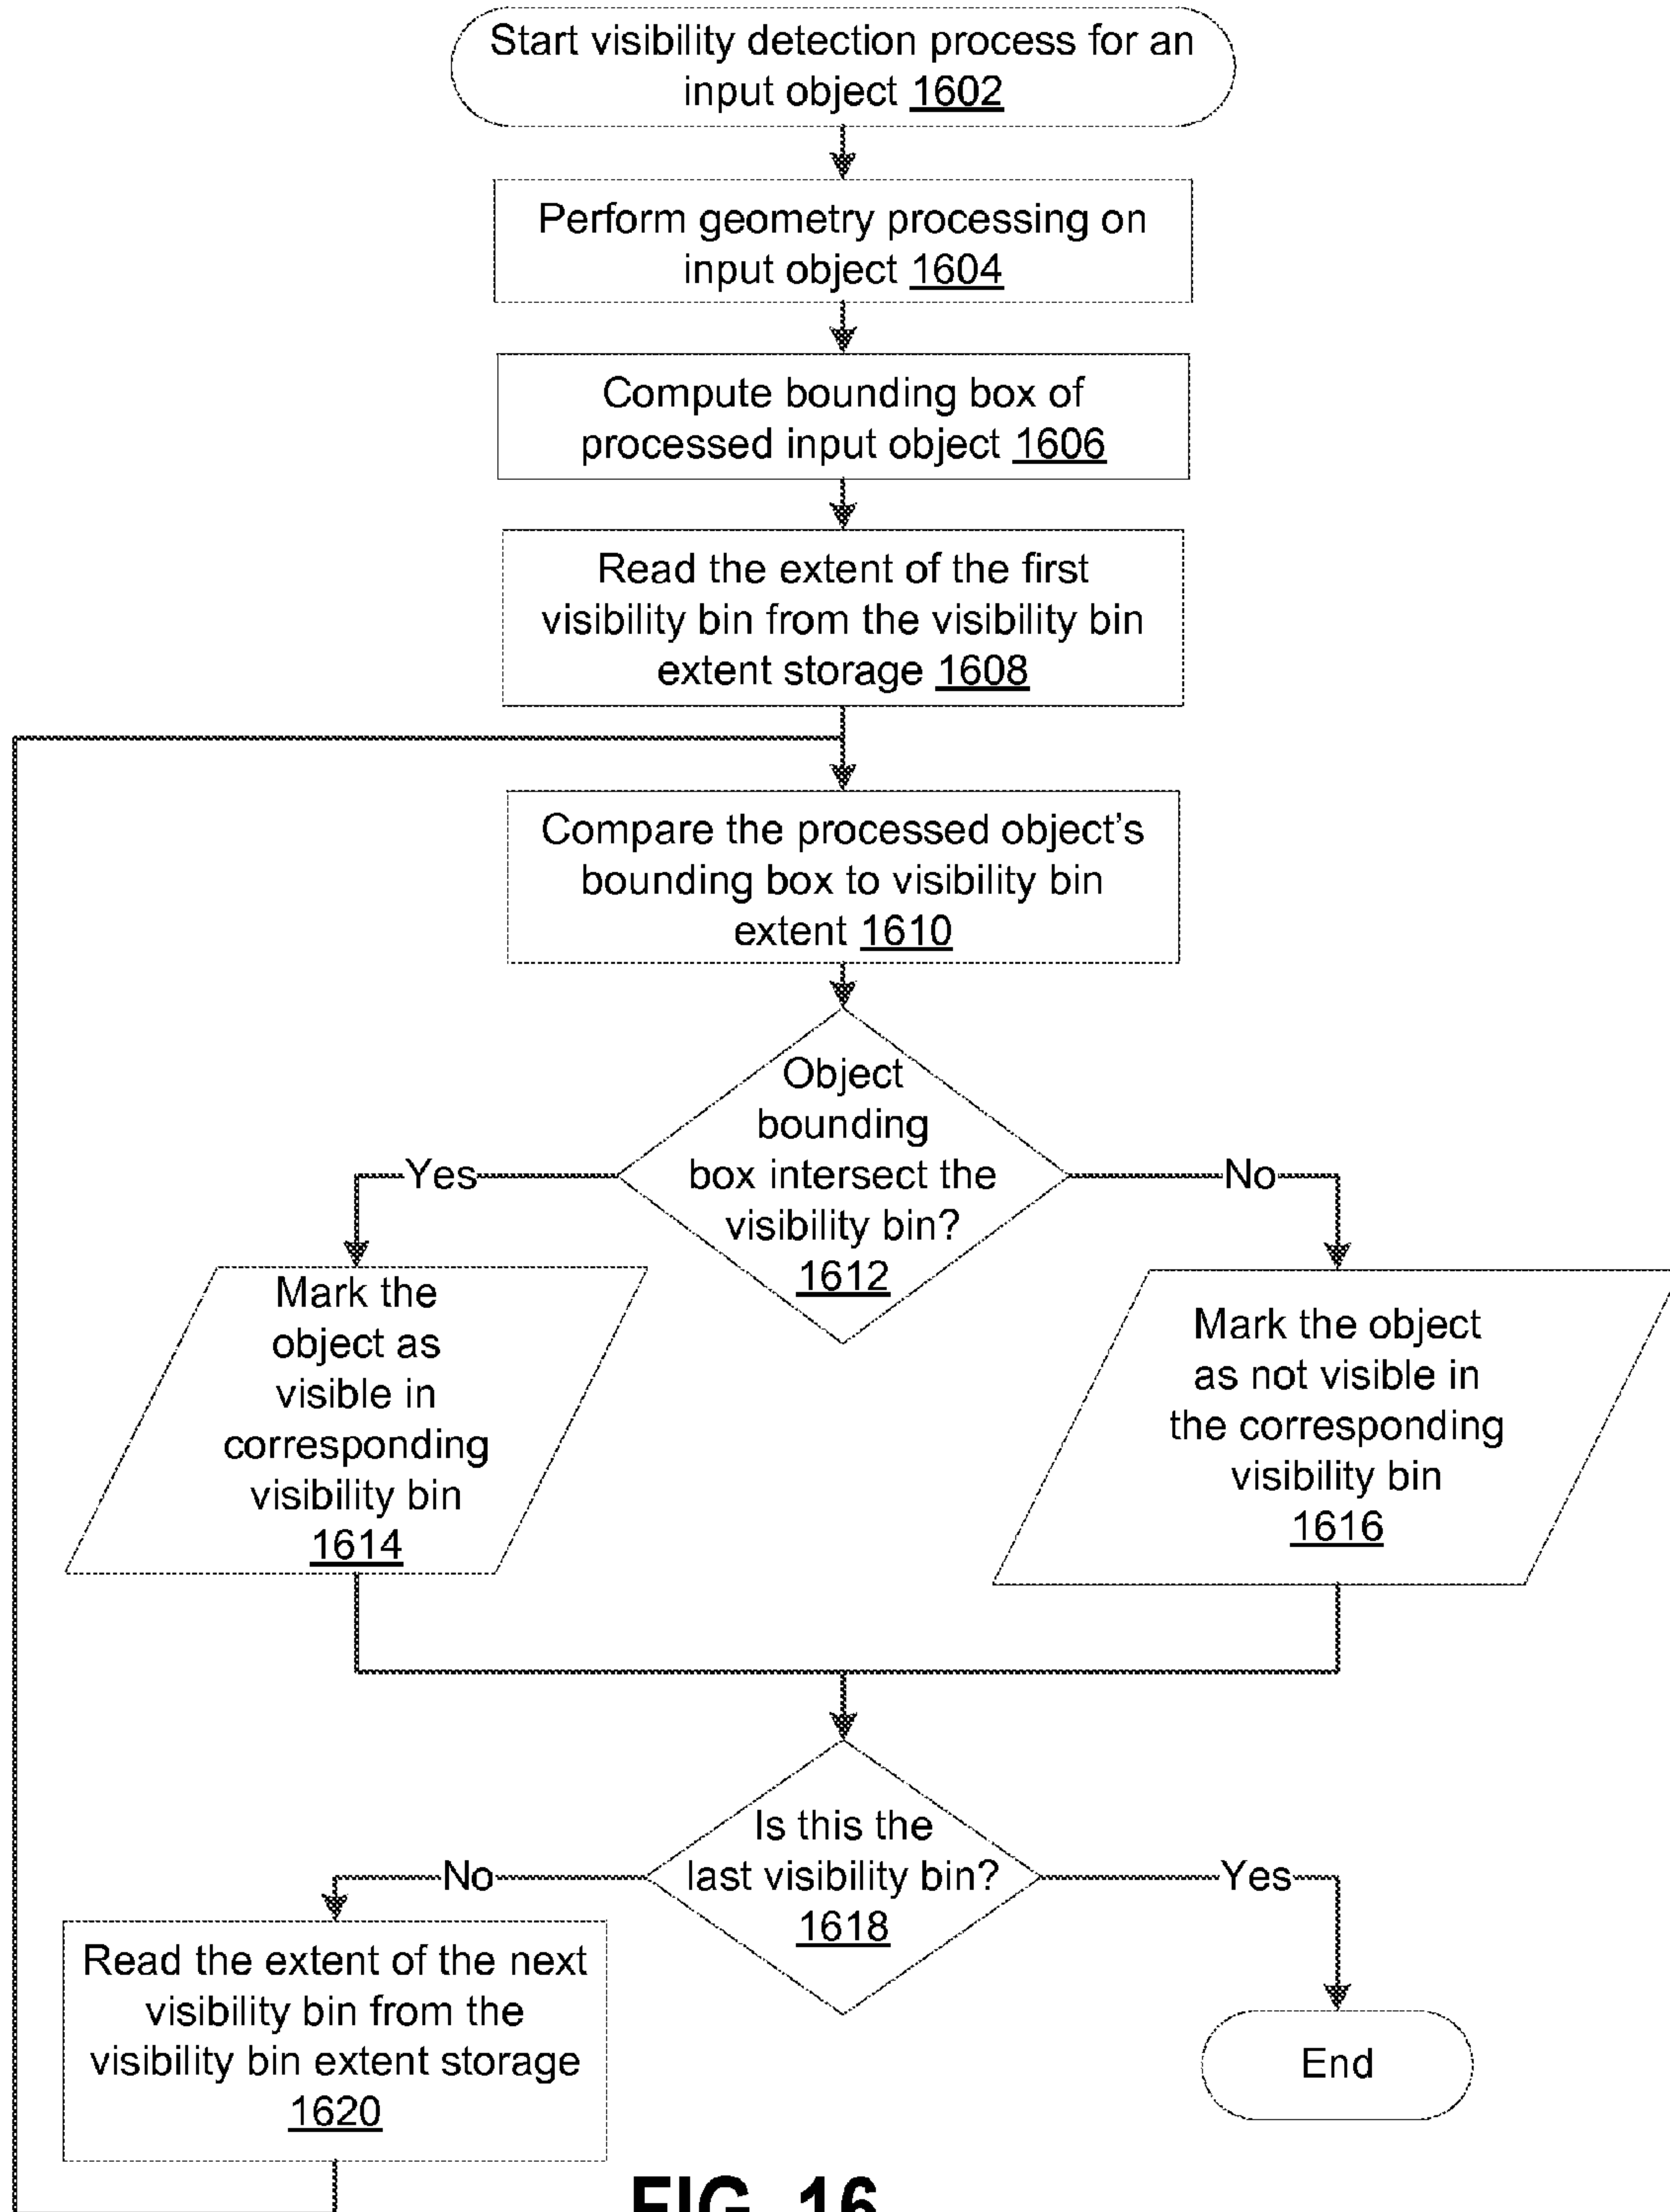 Start visibility detection process for an
input object 1602
Perform geometry processing on
input object 1604
Compute bounding box of
processed input object 1606
Read the extent of the first
visibility bin from the visibility bin
extent storage 1608
Compare the processed object's
bounding box to visibility bin
extent 1610
Object
bounding
box intersect the
visibility bin?
1612
Yes
No
Mark the
object as
visible in
corresponding
visibility bin
1614
Mark the object
as not visible in
the corresponding
visibility bin
1616
Is this the
last visibility bin?
1618
No
Yes
Read the extent of the next
visibility bin from the
visibility bin extent storage
1620
End
FIG. 16